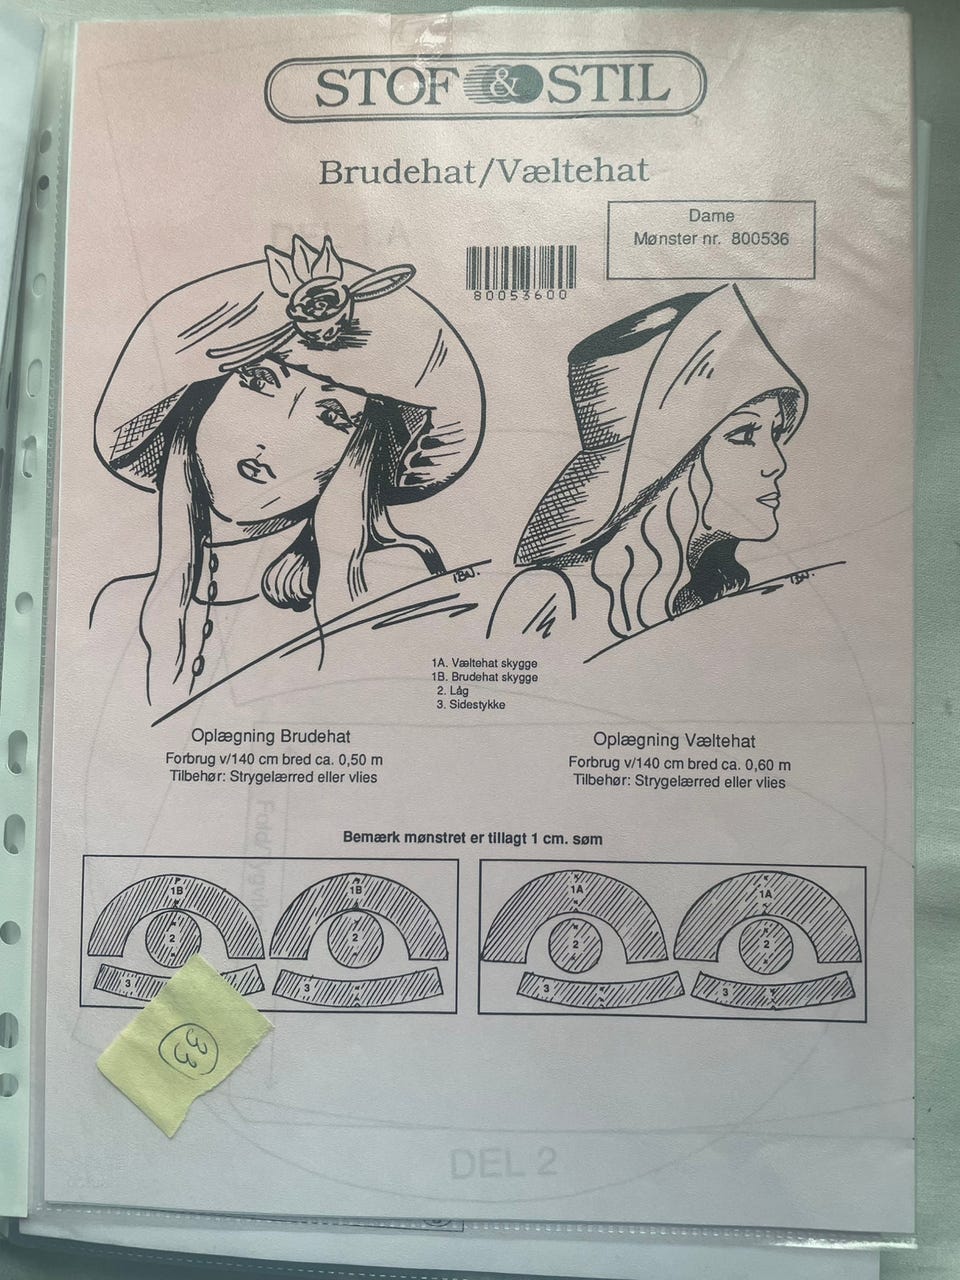 STOF & STIL
Brudehat/Væltehat
Dame
Mønster nr. 800536
80053600
IBW.
IBW.
1A. Væltehat skygge
1B. Brudehat skygge
2. Låg
3. Sidestykke
Oplægning Brudehat
Forbrug v/140 cm bred ca. 0,50 m
Tilbehør: Strygelærred eller vlies
Oplægning Væltehat
Forbrug v/140 cm bred ca. 0,60 m
Tilbehør: Strygelærred eller vlies
Bemærk mønstret er tillagt 1 cm. søm
1B 1B
2 2
3 3
1A 1A
2 2
3 3
33
DEL 2